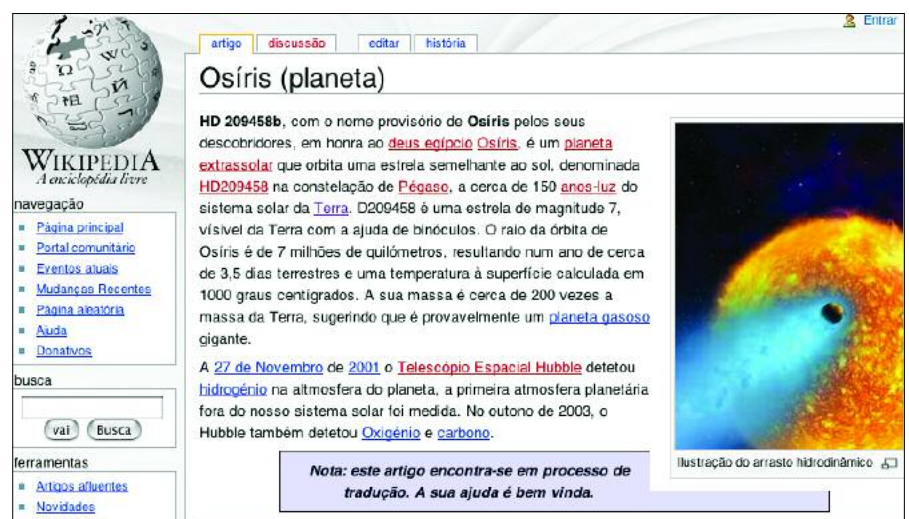 Entrar
artigo discussão editar história
Osíris (planeta)
HD 209458b, com o nome provisório de Osíris pelos seus
descobridores, em honra ao deus egípcio Osíris, é um planeta
extrassolar que orbita uma estrela semelhante ao sol, denominada
HD209458 na constelação de Pégaso, a cerca de 150 anos-luz do
sistema solar da Terra. D209458 é uma estrela de magnitude 7,
vísivel da Terra com a ajuda de binóculos. O raio da órbita de
Osíris é de 7 milhões de quilómetros, resultando num ano de cerca
de 3,5 dias terrestres e uma temperatura à superfície calculada em
1000 graus centígrados. A sua massa é cerca de 200 vezes a
massa da Terra, sugerindo que é provavelmente um planeta gasoso
gigante.
A 27 de Novembro de 2001 o Telescópio Espacial Hubble detetou
hidrogénio na altmosfera do planeta, a primeira atmosfera planetária
fora do nosso sistema solar foi medida. No outono de 2003, o
Hubble também detetou Oxigénio e carbono.
Nota: este artigo encontra-se em processo de
tradução. A sua ajuda é bem vinda.
Ilustração do arrasto hidrodinâmico
WIKIPEDIA
A enciclopédia livre
navegação
Página principal
Portal comunitário
Eventos atuais
Mudanças Recentes
Página aleatória
Ajuda
Donativos
busca
vai Busca
ferramentas
Artigos afluentes
Novidades